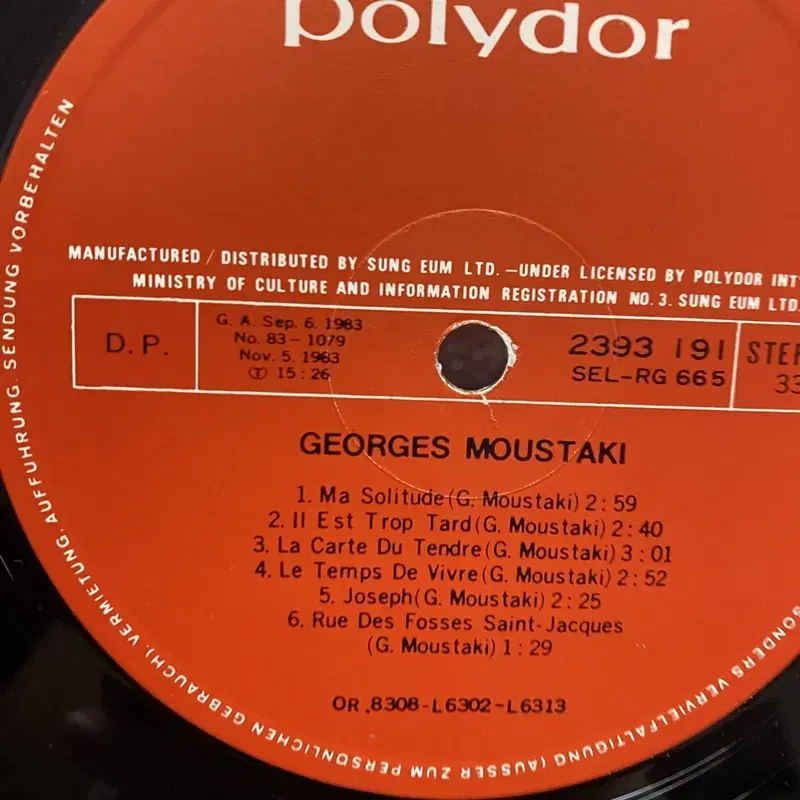 polydor
MANUFACTURED / DISTRIBUTED BY SUNG EUM LTD. —UNDER LICENSED BY POLYDOR INT
MINISTRY OF CULTURE AND INFORMATION REGISTRATION NO. 3. SUNG EUM LTD.
D. P.
G. A. Sep. 6. 1983
No. 83-1079
Nov. 5. 1983
Ⓣ 15 : 26
2393 191
SEL-RG 665
STER
33
GEORGES MOUSTAKI
1. Ma Solitude (G. Moustaki) 2 : 59
2. Il Est Trop Tard (G. Moustaki) 2 : 40
3. La Carte Du Tendre (G. Moustaki) 3 : 01
4. Le Temps De Vivre (G. Moustaki) 2 : 52
5. Joseph (G. Moustaki) 2 : 25
6. Rue Des Fosses Saint-Jacques
(G. Moustaki) 1 : 29
OR .8308-L6302-L6313
SONDERS VERVIELFÄLTIGUNG (AUSSER ZUM PERSÖNLICHEN GEBRAUCH), VERMIETUNG, AUFFÜHRUNG, SENDUNG VORBEHALTEN